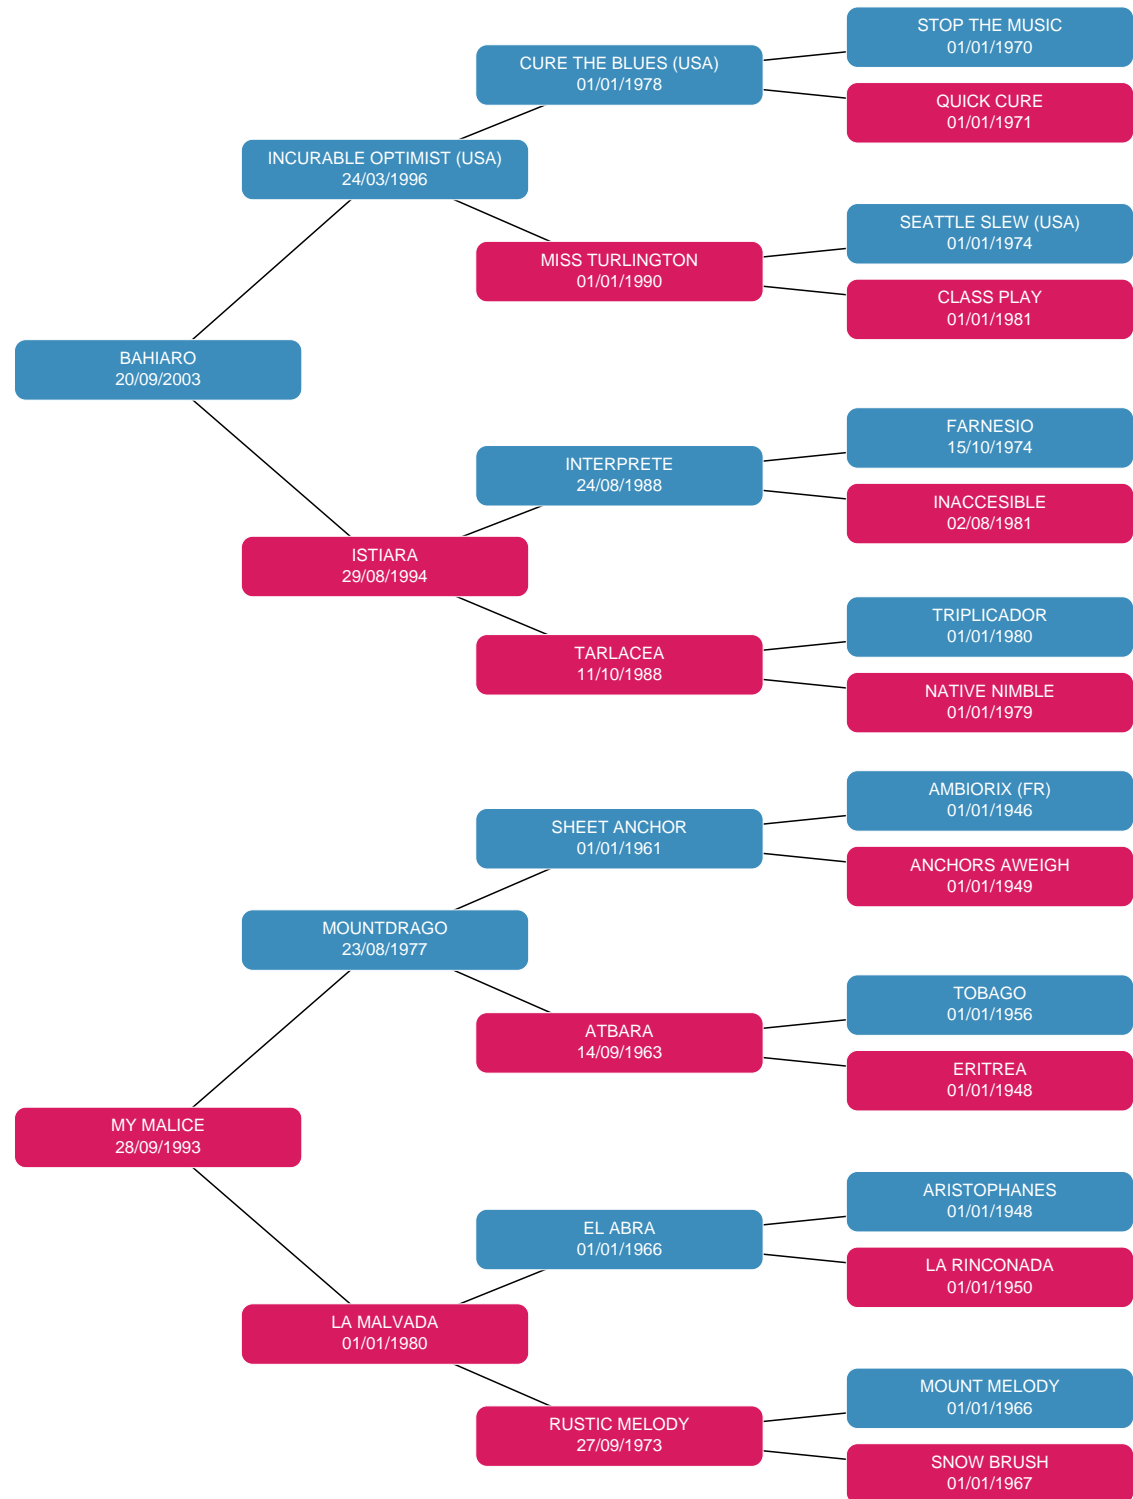 STOP THE MUSIC
01/01/1970
CURE THE BLUES (USA)
01/01/1978
QUICK CURE
01/01/1971
INCURABLE OPTIMIST (USA)
24/03/1996
SEATTLE SLEW (USA)
01/01/1974
MISS TURLINGTON
01/01/1990
CLASS PLAY
01/01/1981
BAHIARO
20/09/2003
FARNESIO
15/10/1974
INTERPRETE
24/08/1988
INACCESIBLE
02/08/1981
ISTIARA
29/08/1994
TRIPLICADOR
01/01/1980
TARLACEA
11/10/1988
NATIVE NIMBLE
01/01/1979
AMBIORIX (FR)
01/01/1946
SHEET ANCHOR
01/01/1961
ANCHORS AWEIGH
01/01/1949
MOUNTDRAGO
23/08/1977
TOBAGO
01/01/1956
ATBARA
14/09/1963
ERITREA
01/01/1948
MY MALICE
28/09/1993
ARISTOPHANES
01/01/1948
EL ABRA
01/01/1966
LA RINCONADA
01/01/1950
LA MALVADA
01/01/1980
MOUNT MELODY
01/01/1966
RUSTIC MELODY
27/09/1973
SNOW BRUSH
01/01/1967